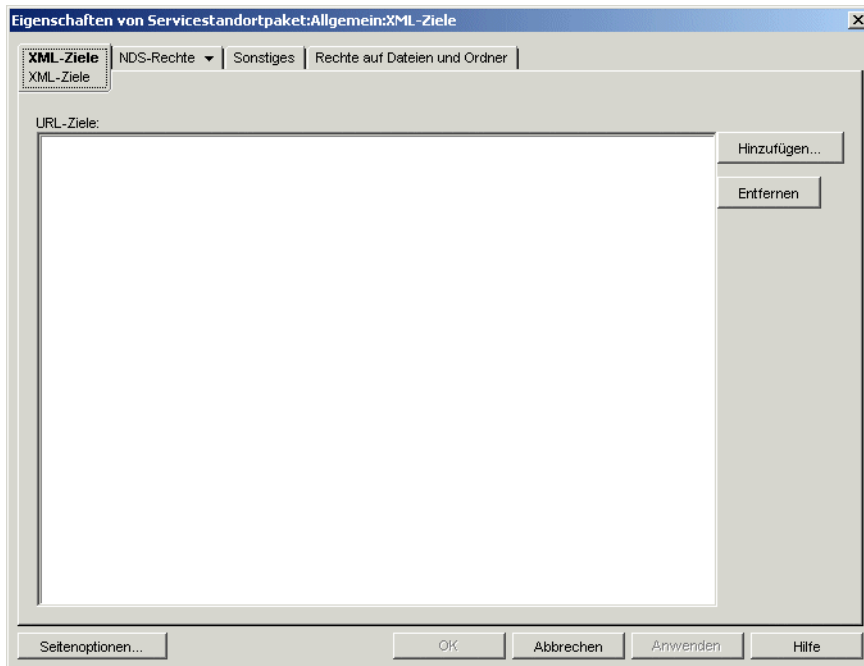 Eigenschaften von Servicestandortpaket:Allgemein:XML-Ziele
XML-Ziele NDS-Rechte Sonstiges Rechte auf Dateien und Ordner
XML-Ziele
URL-Ziele:
Hinzufügen...
Entfernen
Seitenoptionen... OK Abbrechen Anwenden Hilfe